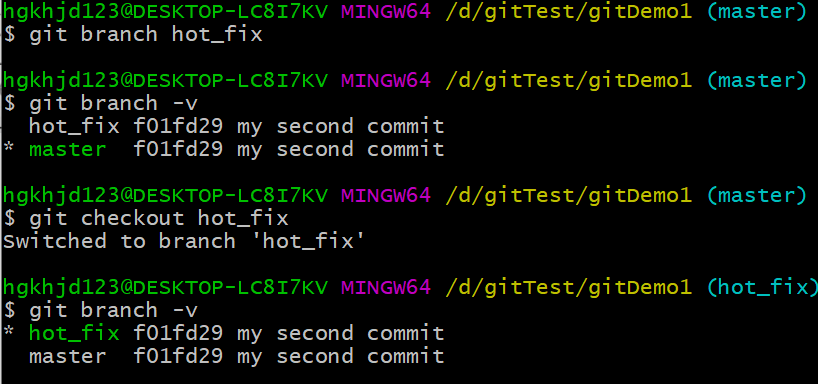 hgkhjd123@DESKTOP-LC8I7KV MINGW64 /d/gitTest/gitDemo1 (master)
$ git branch hot_fix
hgkhjd123@DESKTOP-LC8I7KV MINGW64 /d/gitTest/gitDemo1 (master)
$ git branch -v
  hot_fix f01fd29 my second commit
* master  f01fd29 my second commit
hgkhjd123@DESKTOP-LC8I7KV MINGW64 /d/gitTest/gitDemo1 (master)
$ git checkout hot_fix
Switched to branch 'hot_fix'
hgkhjd123@DESKTOP-LC8I7KV MINGW64 /d/gitTest/gitDemo1 (hot_fix)
$ git branch -v
* hot_fix f01fd29 my second commit
  master  f01fd29 my second commit